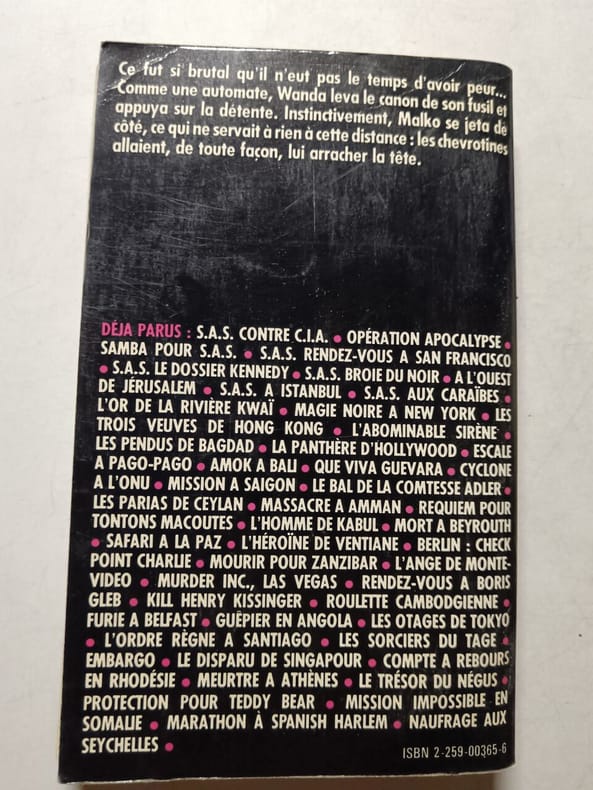 Ce fut si brutal qu'il n'eut pas le temps d'avoir peur...
Comme une automate, Wanda leva le canon de son fusil et
appuya sur la détente. Instinctivement, Malko se jeta de
côté, ce qui ne servait à rien à cette distance : les chevrotines
allaient, de toute façon, lui arracher la tête.
DÉJA PARUS : S.A.S. CONTRE C.I.A. ● OPÉRATION APOCALYPSE ●
SAMBA POUR S.A.S. ● S.A.S. RENDEZ-VOUS A SAN FRANCISCO
● S.A.S. LE DOSSIER KENNEDY ● S.A.S. BROIE DU NOIR ● A L'OUEST
DE JÉRUSALEM ● S.A.S. A ISTANBUL ● S.A.S. AUX CARAÏBES ●
L'OR DE LA RIVIÈRE KWAÏ ● MAGIE NOIRE A NEW YORK ● LES
TROIS VEUVES DE HONG KONG ● L'ABOMINABLE SIRÈNE ●
LES PENDUS DE BAGDAD ● LA PANTHÈRE D'HOLLYWOOD ● ESCALE
A PAGO-PAGO ● AMOK A BALI ● QUE VIVA GUEVARA ● CYCLONE
A L'ONU ● MISSION A SAIGON ● LE BAL DE LA COMTESSE ADLER ●
LES PARIAS DE CEYLAN ● MASSACRE A AMMAN ● REQUIEM POUR
TONTONS MACOUTES ● L'HOMME DE KABUL ● MORT A BEYROUTH
● SAFARI A LA PAZ ● L'HÉROÏNE DE VENTIANE ● BERLIN : CHECK
POINT CHARLIE ● MOURIR POUR ZANZIBAR ● L'ANGE DE MONTE-
VIDEO ● MURDER INC., LAS VEGAS ● RENDEZ-VOUS A BORIS
GLEB ● KILL HENRY KISSINGER ● ROULETTE CAMBODGIENNE ●
FURIE A BELFAST ● GUÊPIER EN ANGOLA ● LES OTAGES DE TOKYO
● L'ORDRE RÈGNE A SANTIAGO ● LES SORCIERS DU TAGE ●
EMBARGO ● LE DISPARU DE SINGAPOUR ● COMPTE A REBOURS
EN RHODÉSIE ● MEURTRE A ATHÈNES ● LE TRÉSOR DU NÉGUS ●
PROTECTION POUR TEDDY BEAR ● MISSION IMPOSSIBLE EN
SOMALIE ● MARATHON À SPANISH HARLEM ● NAUFRAGE AUX
SEYCHELLES ●
ISBN 2-259-00365-6